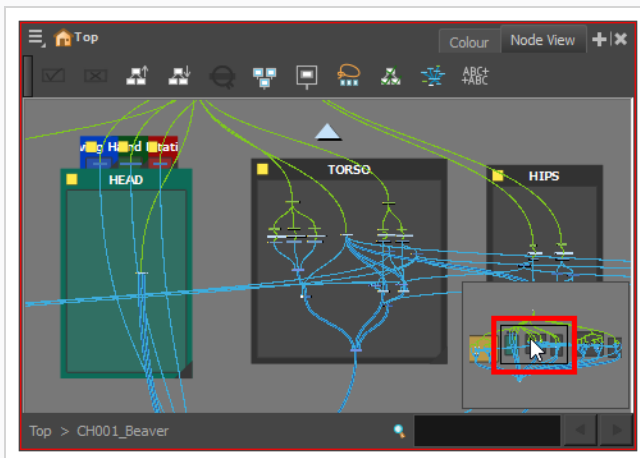 Top
Colour Node View
ABC+
+ABC
HEAD
TORSO
HIPS
Top > CH001_Beaver